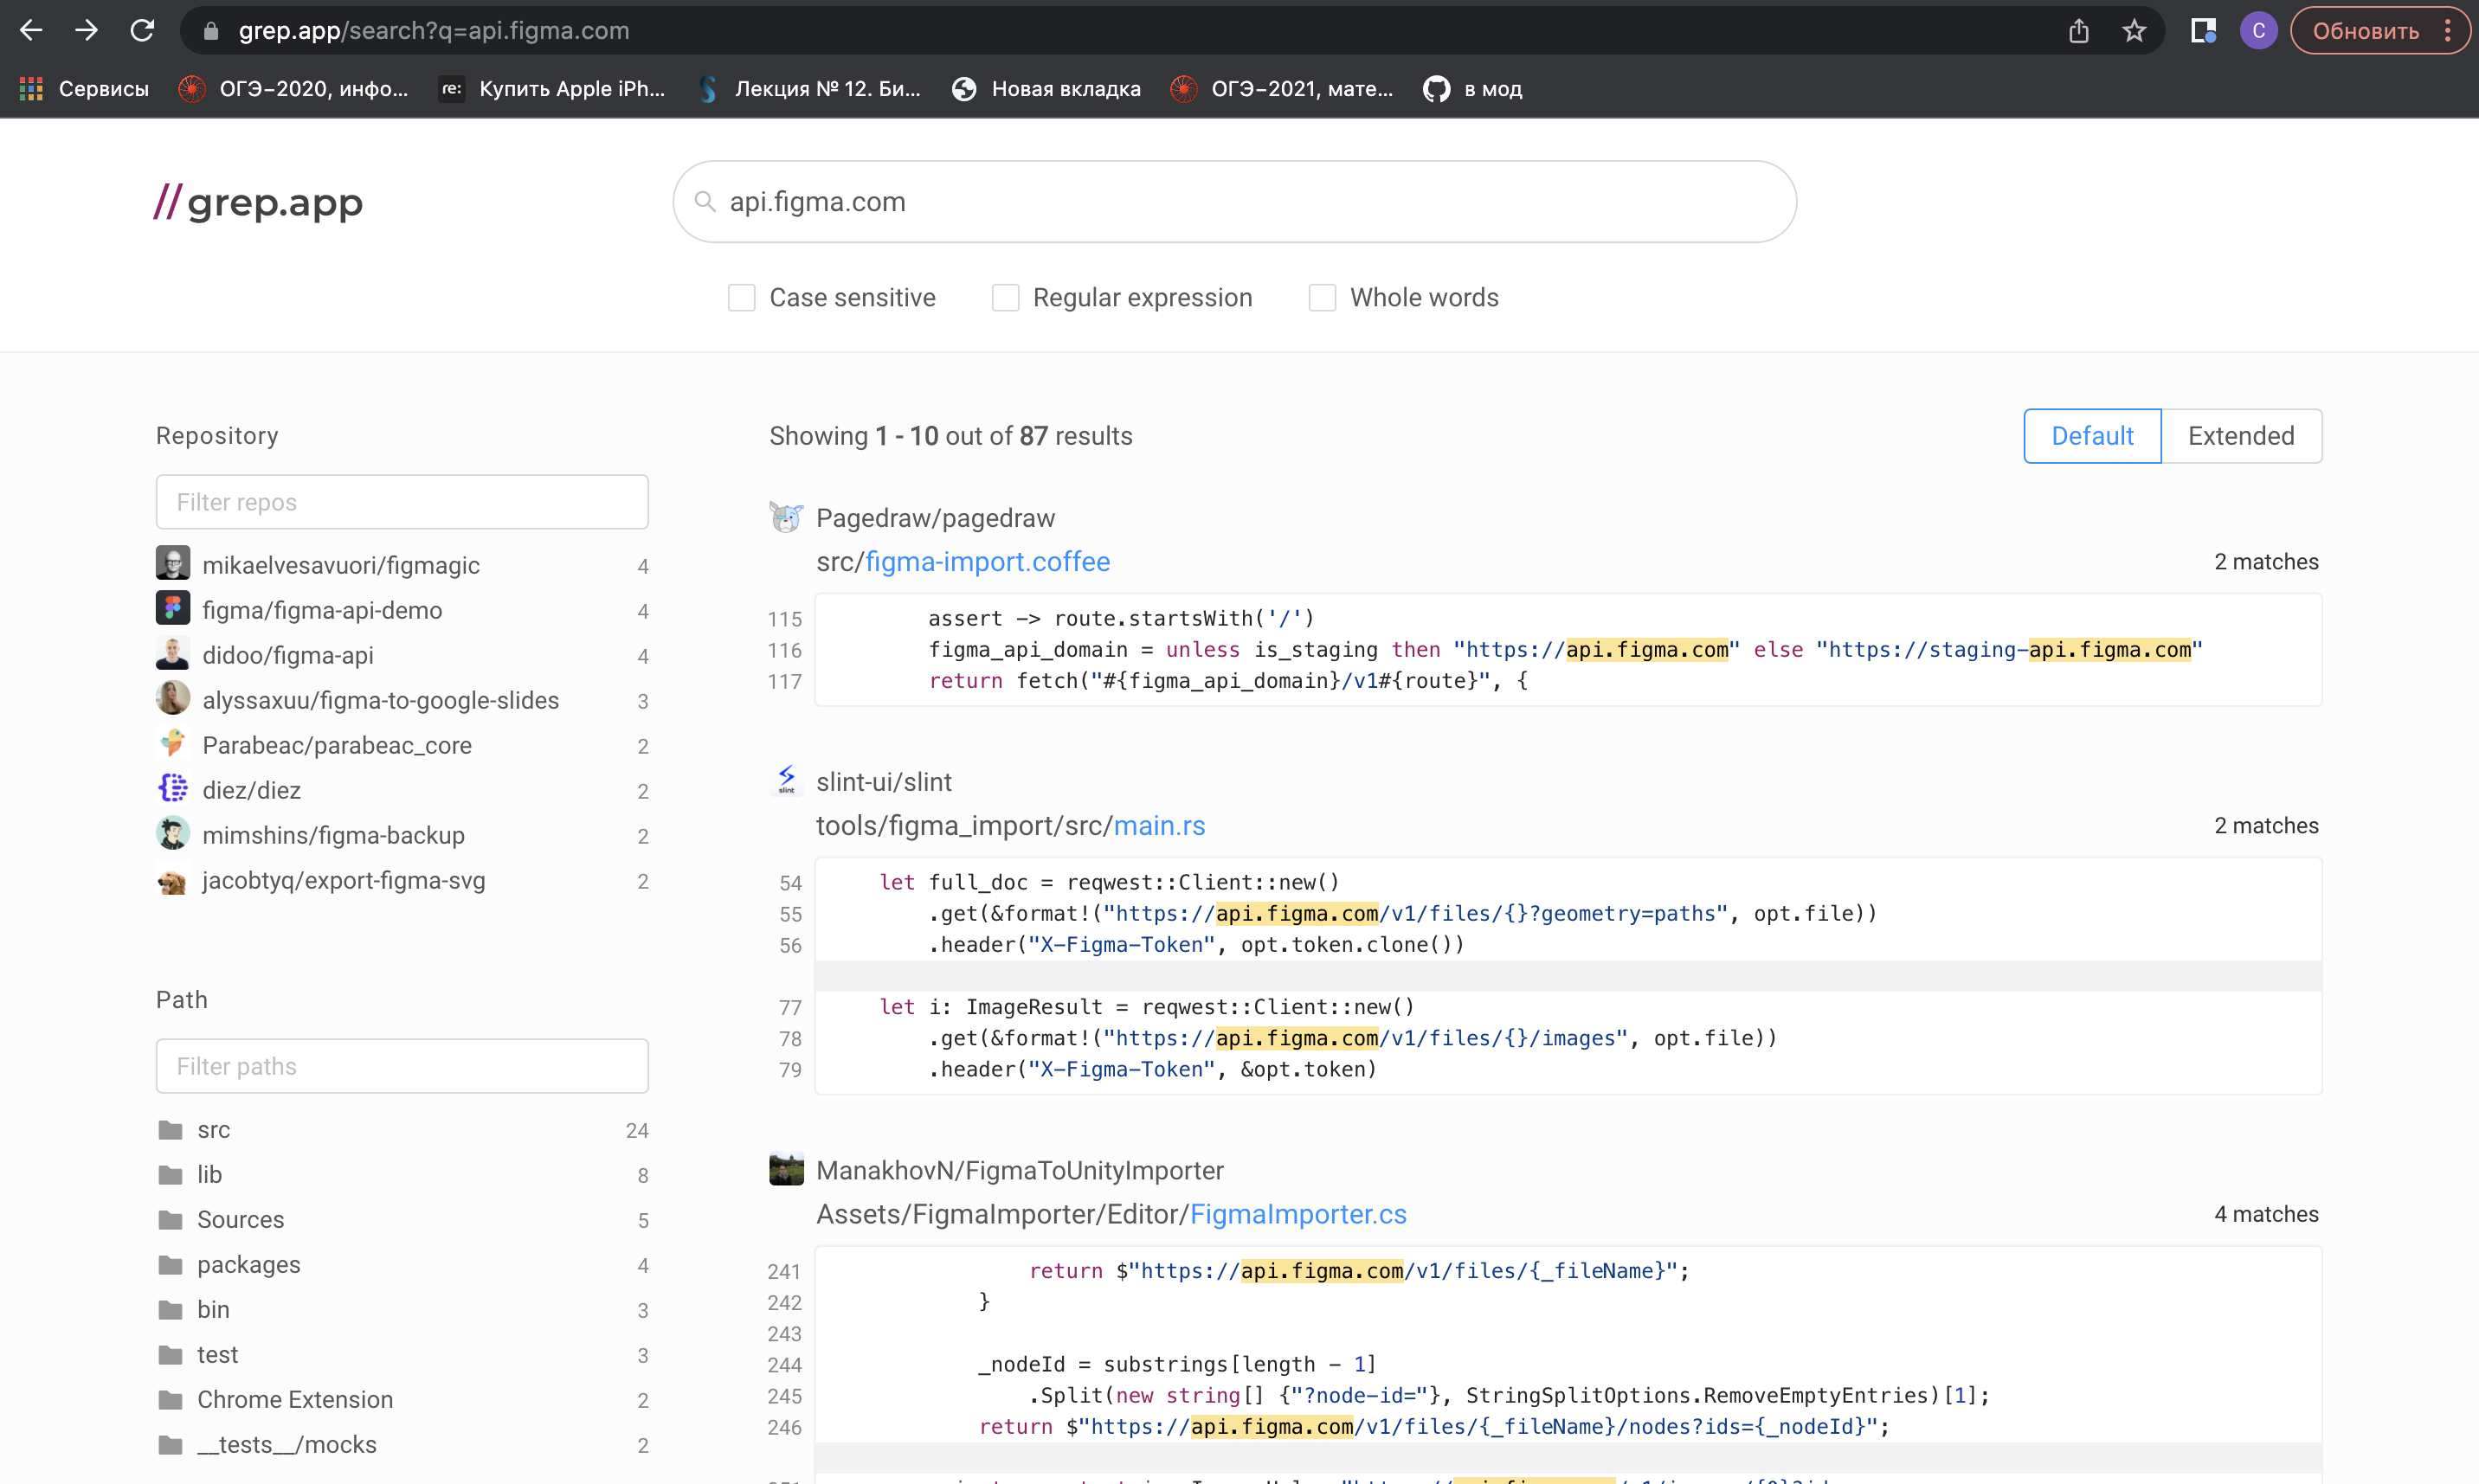 grep.app/search?q=api.figma.com
C
Обновить
Сервисы
ОГЭ–2020, инфо...
re:
Купить Apple iPh...
Лекция № 12. Би...
Новая вкладка
ОГЭ–2021, мате...
в мод
//grep.app
api.figma.com
Case sensitive
Regular expression
Whole words
Repository
Filter repos
mikaelvesavuori/figmagic 4
figma/figma-api-demo 4
didoo/figma-api 4
alyssaxuu/figma-to-google-slides 3
Parabeac/parabeac_core 2
diez/diez 2
mimshins/figma-backup 2
jacobtyq/export-figma-svg 2
Path
Filter paths
src 24
lib 8
Sources 5
packages 4
bin 3
test 3
Chrome Extension 2
__tests__/mocks 2
Showing 1 - 10 out of 87 results
Default
Extended
Pagedraw/pagedraw
src/figma-import.coffee
2 matches
115 assert -> route.startsWith('/')
116 figma_api_domain = unless is_staging then "https://api.figma.com" else "https://staging-api.figma.com"
117 return fetch("#{figma_api_domain}/v1#{route}", {
slint
slint-ui/slint
tools/figma_import/src/main.rs
2 matches
54 let full_doc = reqwest::Client::new()
55 .get(&format!("https://api.figma.com/v1/files/{}?geometry=paths", opt.file))
56 .header("X-Figma-Token", opt.token.clone())
77 let i: ImageResult = reqwest::Client::new()
78 .get(&format!("https://api.figma.com/v1/files/{}/images", opt.file))
79 .header("X-Figma-Token", &opt.token)
ManakhovN/FigmaToUnityImporter
Assets/FigmaImporter/Editor/FigmaImporter.cs
4 matches
241 return $"https://api.figma.com/v1/files/{_fileName}";
242 }
243
244 _nodeId = substrings[length - 1]
245 .Split(new string[] {"?node-id="}, StringSplitOptions.RemoveEmptyEntries)[1];
246 return $"https://api.figma.com/v1/files/{_fileName}/nodes?ids={_nodeId}";